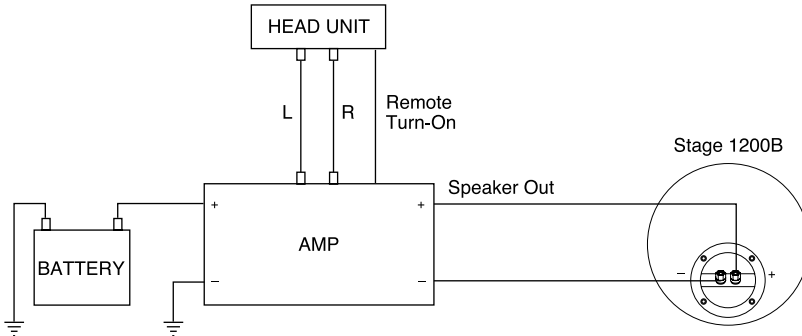 HEAD UNIT
L
R
Remote
Turn-On
Stage 1200B
Speaker Out
+
+
AMP
BATTERY
–
–
–
+